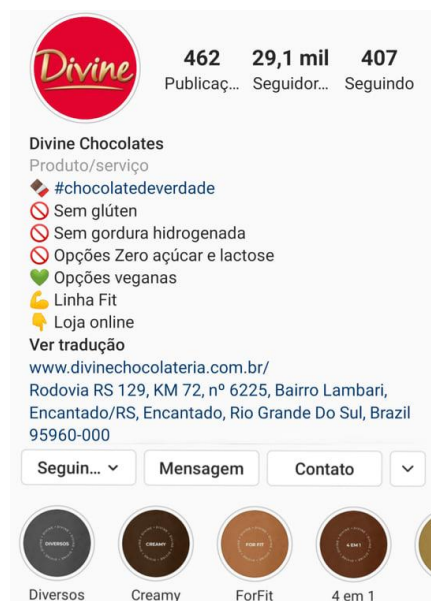 Divine
462 29,1 mil 407
Publicaç... Seguidor... Seguindo
Divine Chocolates
Produto/serviço
#chocolatedeverdade
Sem glúten
Sem gordura hidrogenada
Opções Zero açúcar e lactose
Opções veganas
Linha Fit
Loja online
Ver tradução
www.divinechocolateria.com.br/
Rodovia RS 129, KM 72, nº 6225, Bairro Lambari,
Encantado/RS, Encantado, Rio Grande Do Sul, Brazil
95960-000
Seguin... Mensagem Contato
DIVERSOS CREAMY FOR FIT 4 EM 1
Diversos Creamy ForFit 4 em 1